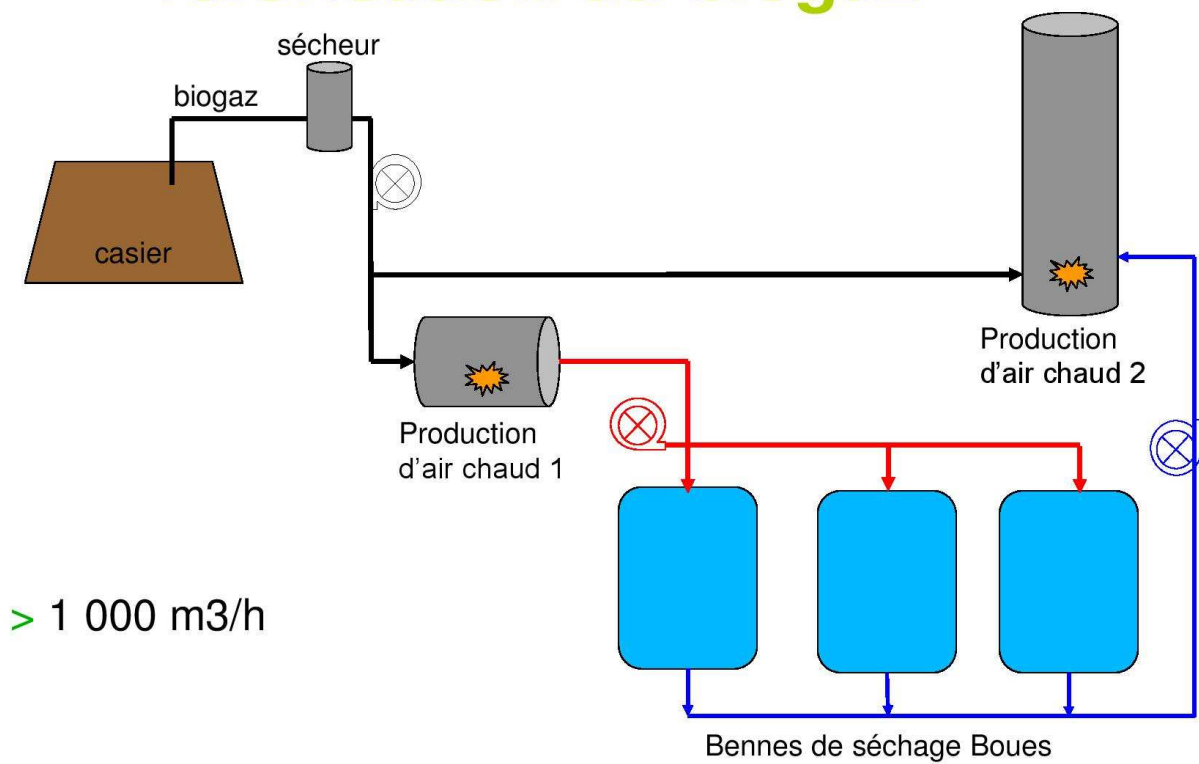 sécheur
biogaz
casier
Production
d'air chaud 2
Production
d'air chaud 1
> 1 000 m3/h
Bennes de séchage Boues